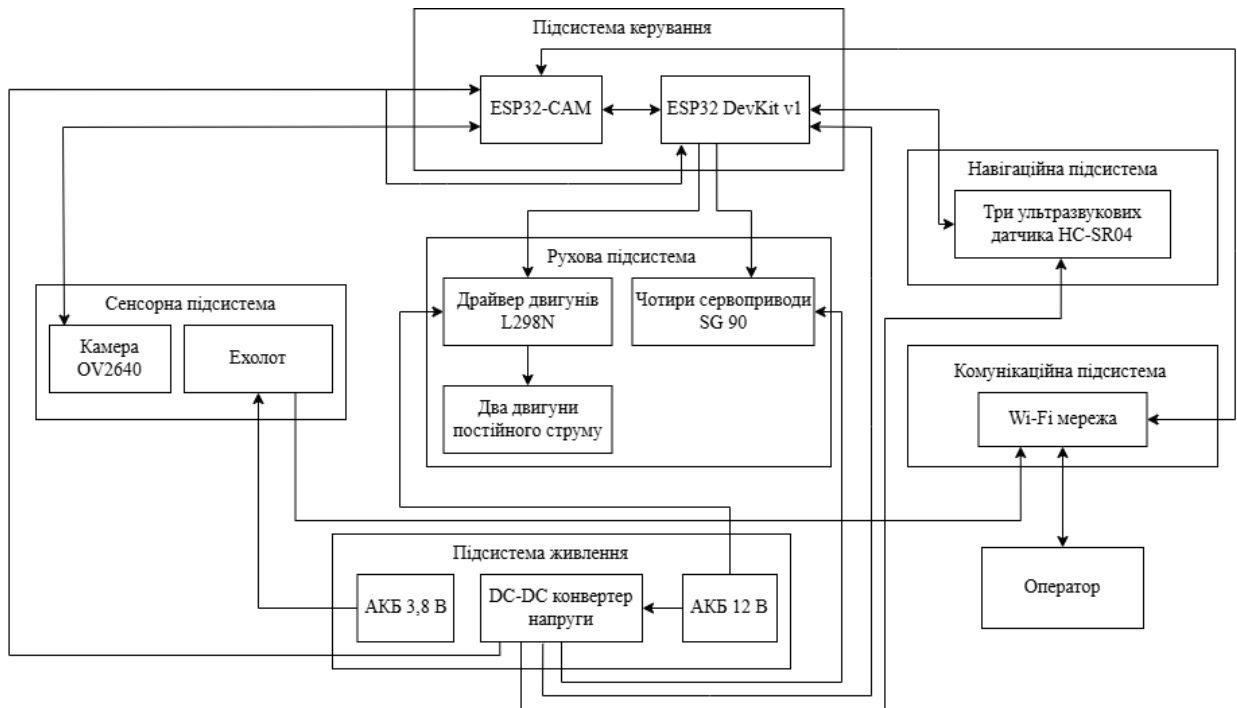 Підсистема керування
ESP32-CAM
ESP32 DevKit v1
Навігаційна підсистема
Три ультразвукових
датчика HC-SR04
Рухова підсистема
Драйвер двигунів
L298N
Чотири сервоприводи
SG 90
Два двигуни
постійного струму
Сенсорна підсистема
Камера
OV2640
Ехолот
Комунікаційна підсистема
Wi-Fi мережа
Оператор
Підсистема живлення
АКБ 3,8 В
DC-DC конвертер
напруги
АКБ 12 В